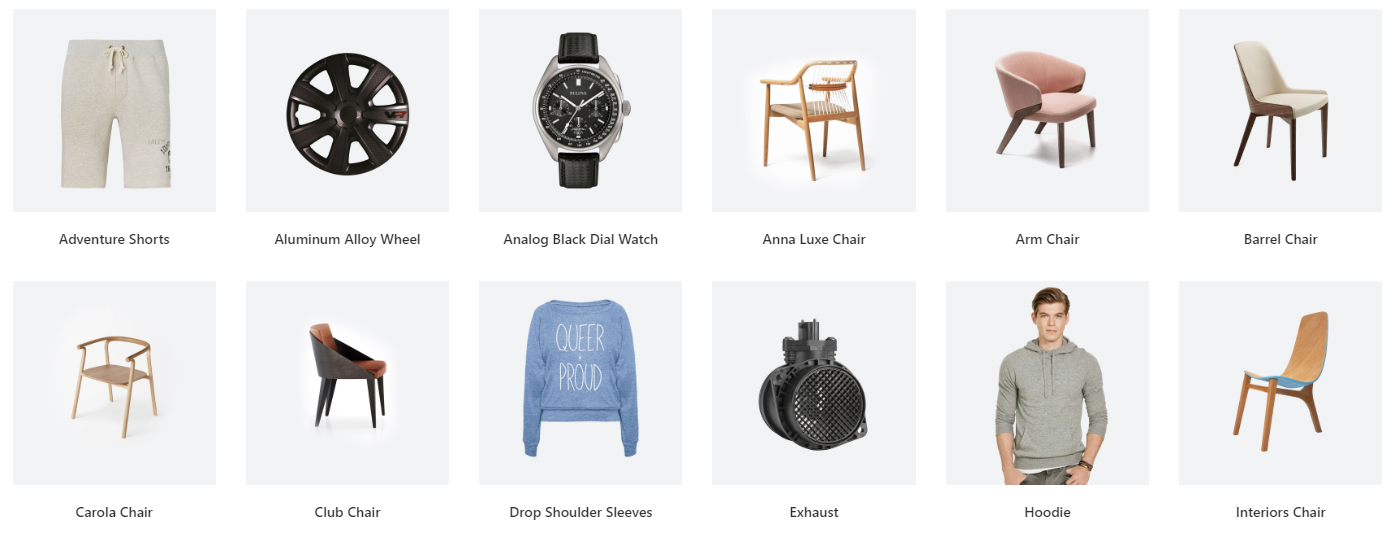 BULOVA
Adventure Shorts
Aluminum Alloy Wheel
Analog Black Dial Watch
Anna Luxe Chair
Arm Chair
Barrel Chair
QUEER
PROUD
Carola Chair
Club Chair
Drop Shoulder Sleeves
Exhaust
Hoodie
Interiors Chair